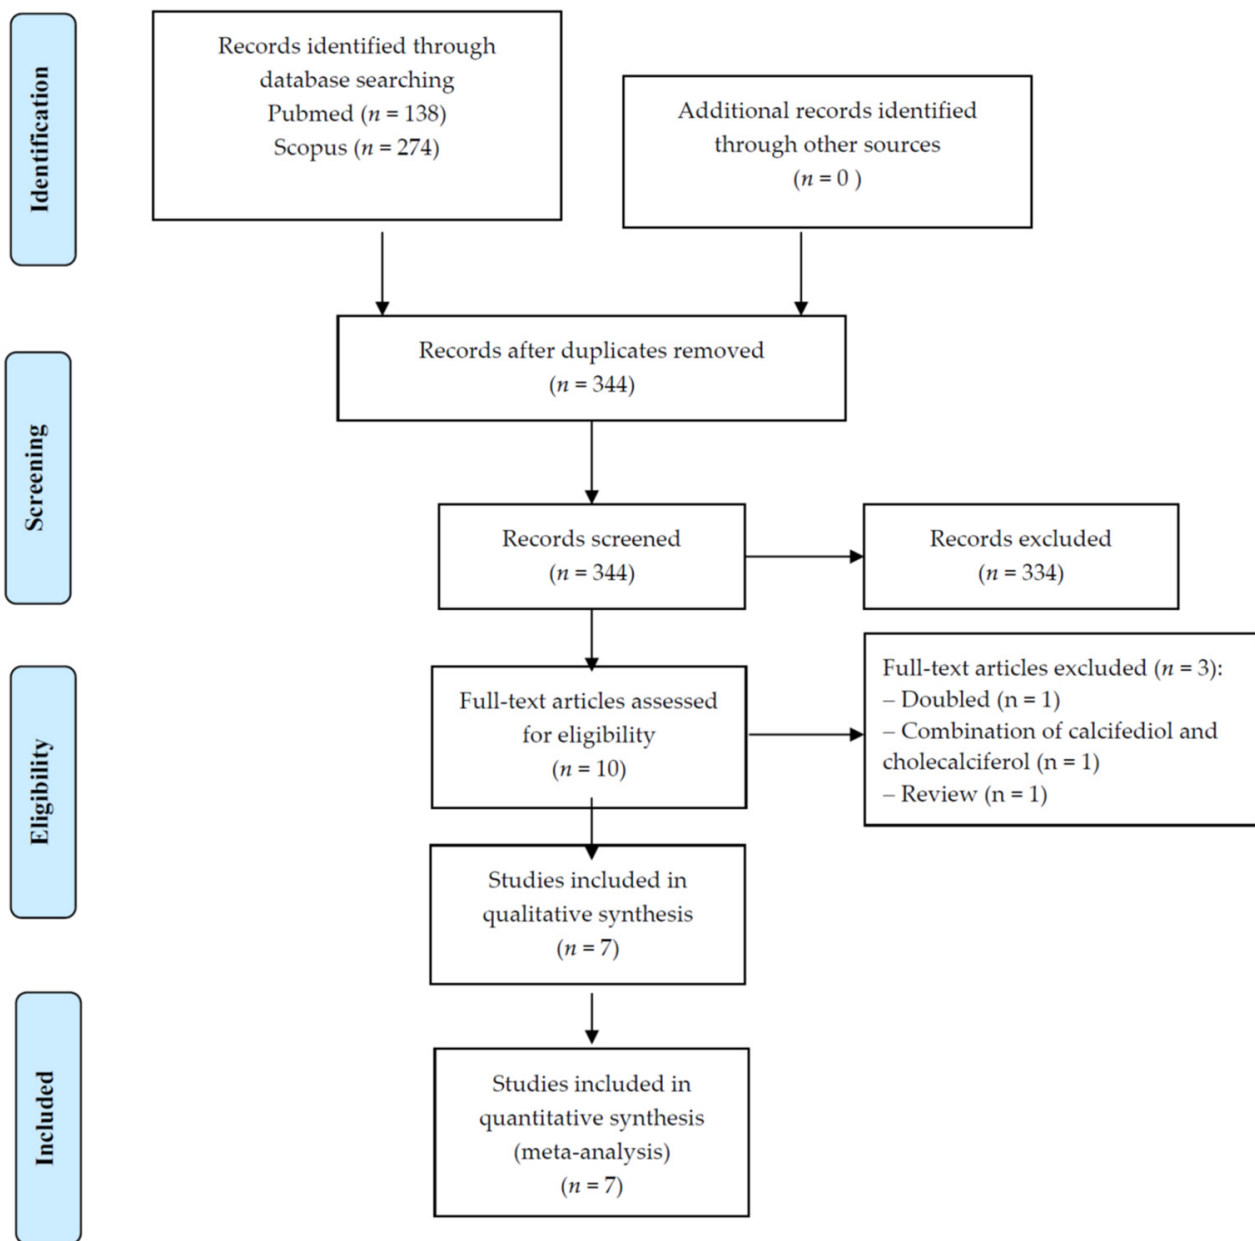 Identification
Records identified through
database searching
Pubmed (n = 138)
Scopus (n = 274)
Additional records identified
through other sources
(n = 0 )
Records after duplicates removed
(n = 344)
Screening
Records screened
(n = 344)
Records excluded
(n = 334)
Eligibility
Full-text articles assessed
for eligibility
(n = 10)
Full-text articles excluded (n = 3):
– Doubled (n = 1)
– Combination of calcifediol and
cholecalciferol (n = 1)
– Review (n = 1)
Studies included in
qualitative synthesis
(n = 7)
Included
Studies included in
quantitative synthesis
(meta-analysis)
(n = 7)